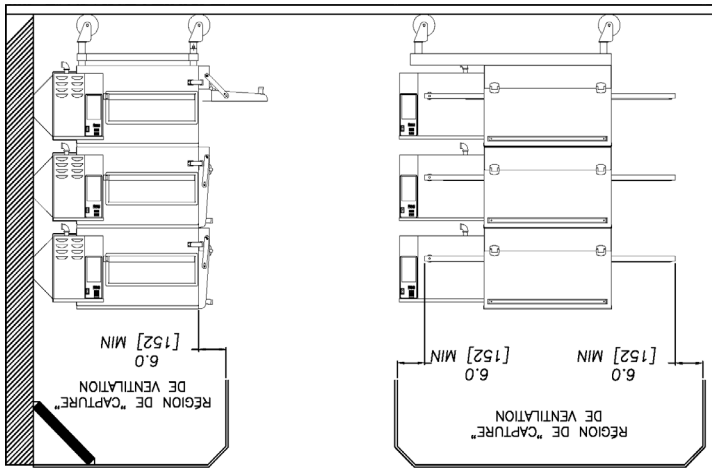 RÉGION DE "CAPTURE"
DE VENTILATION
6.0
[152] MIN
6.0
[152] MIN
6.0
[152] MIN
RÉGION DE "CAPTURE"
DE VENTILATION